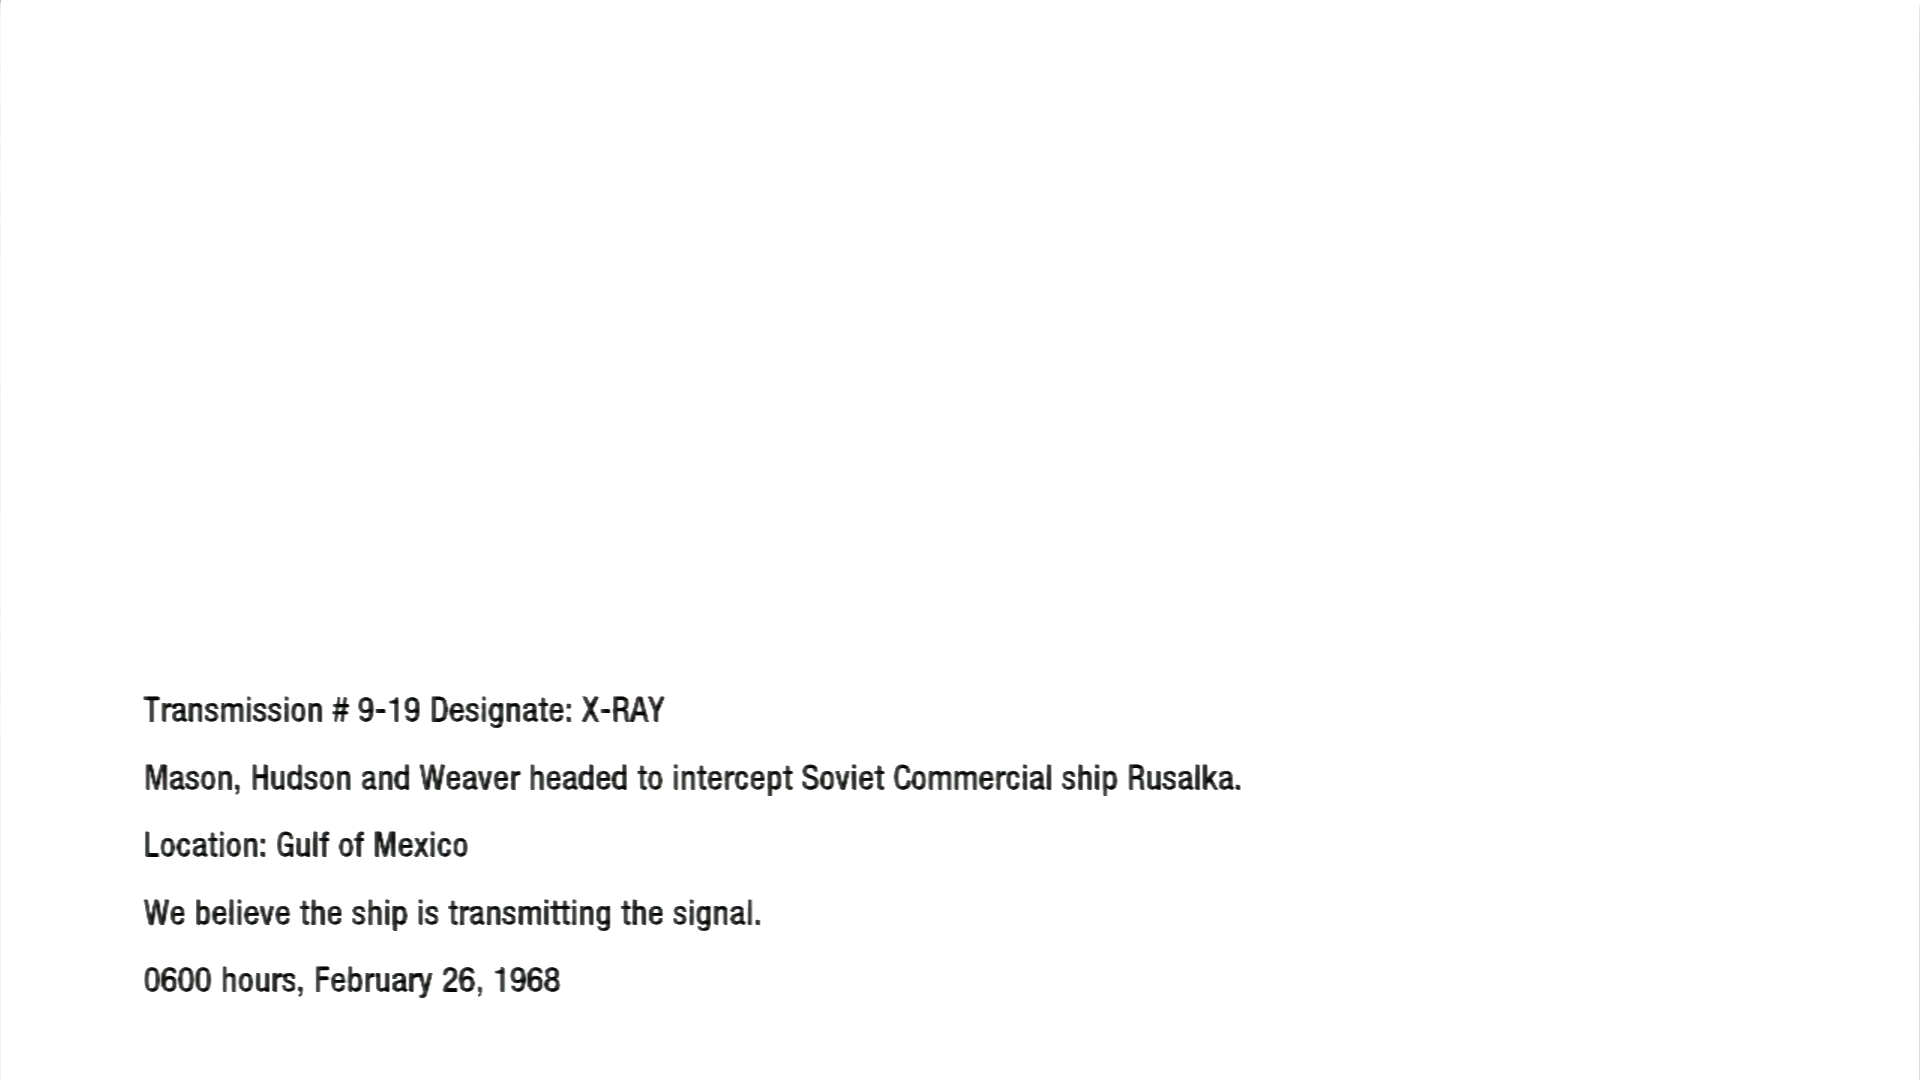 Transmission # 9-19 Designate: X-RAY
Mason, Hudson and Weaver headed to intercept Soviet Commercial ship Rusalka.
Location: Gulf of Mexico
We believe the ship is transmitting the signal.
0600 hours, February 26, 1968